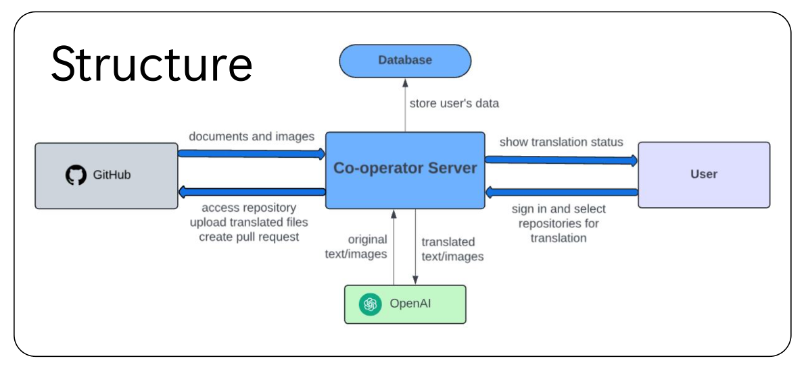 Structure
Database
store user's data
documents and images
show translation status
GitHub
Co-operator Server
User
access repository
upload translated files
create pull request
sign in and select
repositories for
translation
original
text/images
translated
text/images
OpenAI